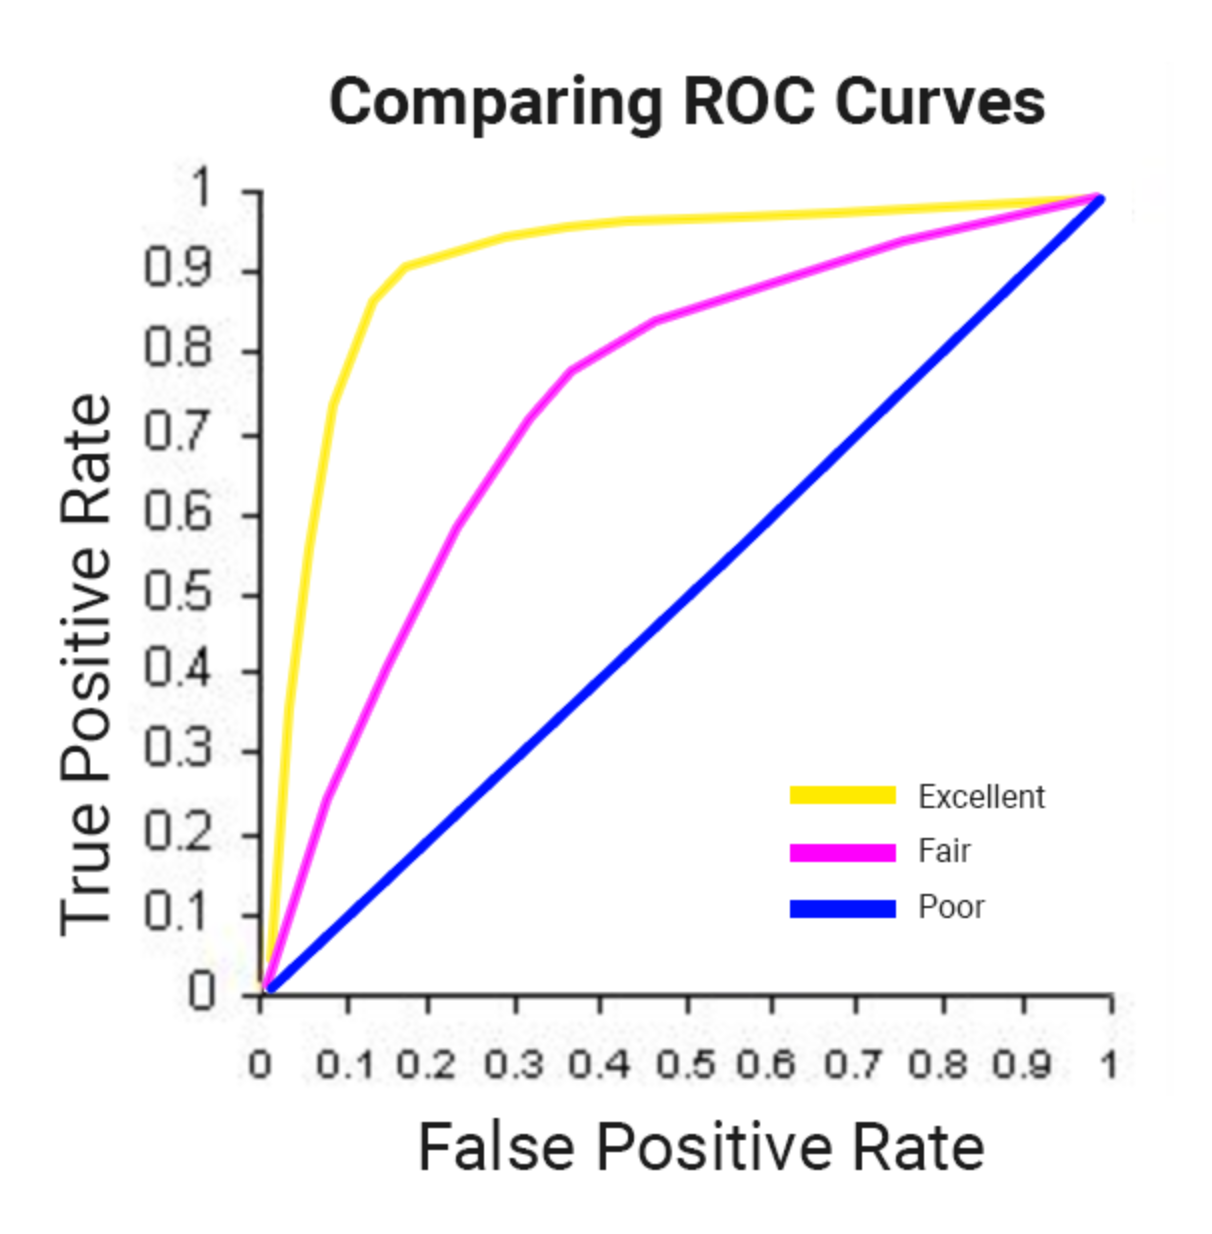 Comparing ROC Curves
1
0.9
0.8
0.7
0.6
0.5
0.4
0.3
0.2
0.1
0
True Positive Rate
Excellent
Fair
Poor
0 0.1 0.2 0.3 0.4 0.5 0.6 0.7 0.8 0.9 1
False Positive Rate